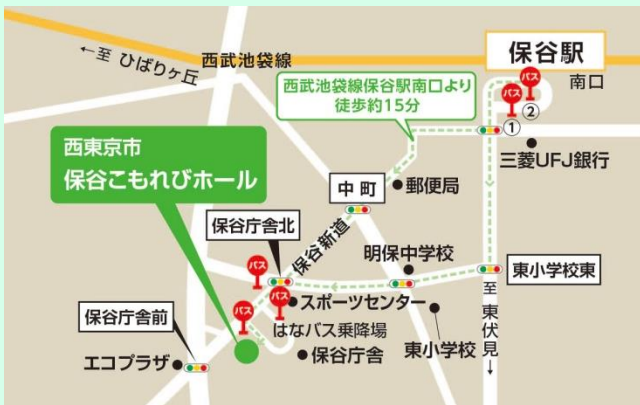 ←至 ひばりヶ丘
西武池袋線
保谷駅
南口
バス
バス
①
②
西武池袋線保谷駅南口より
徒歩約15分
三菱UFJ銀行
西東京市
保谷こもれびホール
中町
郵便局
保谷庁舎北
保谷新道
明保中学校
東小学校東
バス
スポーツセンター
バス
バス
はなバス乗降場
保谷庁舎前
東小学校
至東伏見→
エコプラザ
保谷庁舎